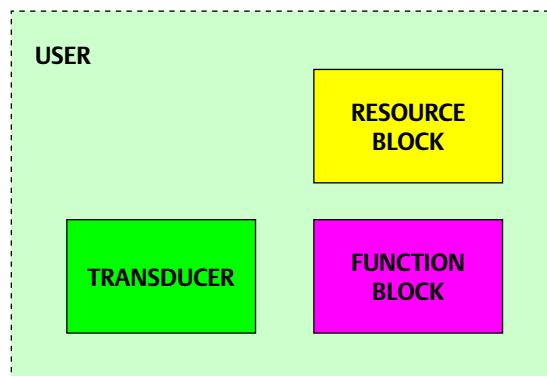 USER
RESOURCE
BLOCK
TRANSDUCER
FUNCTION
BLOCK